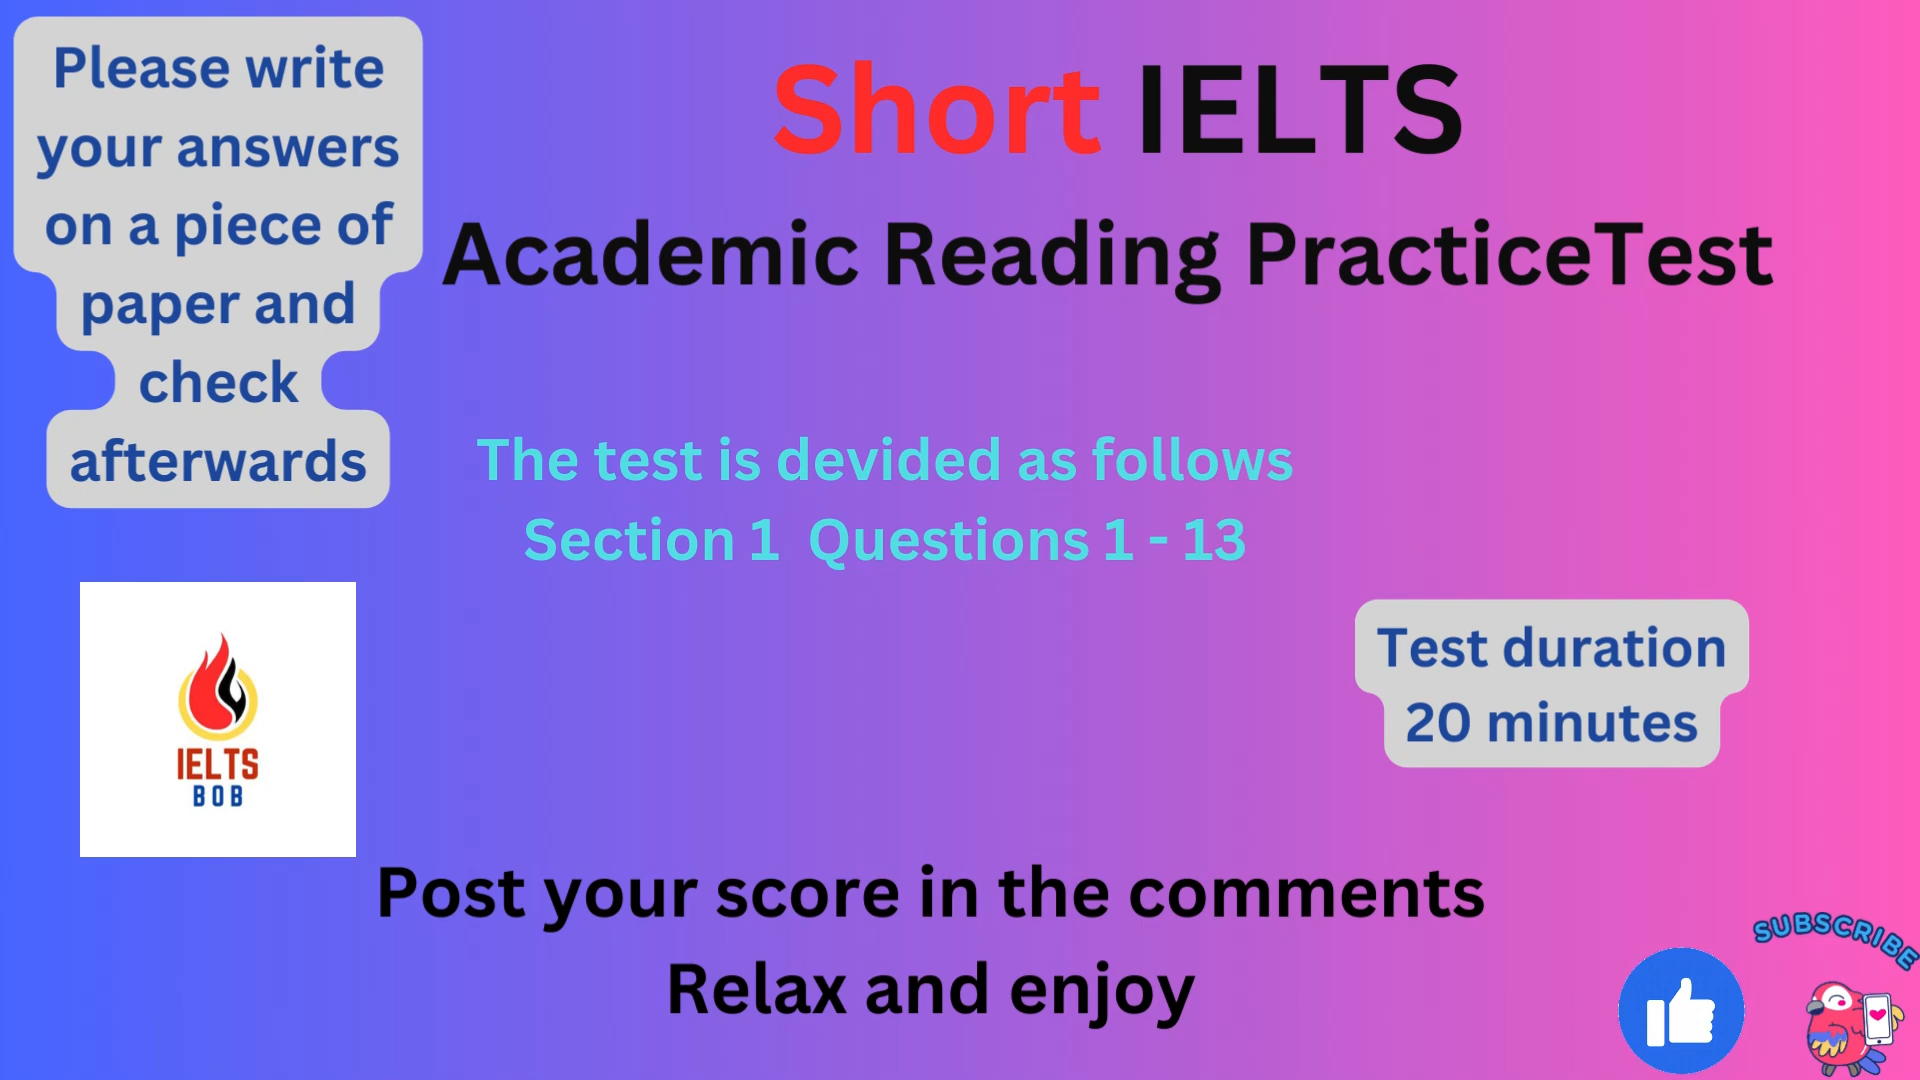 Please write
your answers
on a piece of
paper and
check
afterwards
Short IELTS
Academic Reading PracticeTest
The test is devided as follows
Section 1 Questions 1 - 13
IELTS
BOB
Test duration
20 minutes
Post your score in the comments
Relax and enjoy
SUBSCRIBE